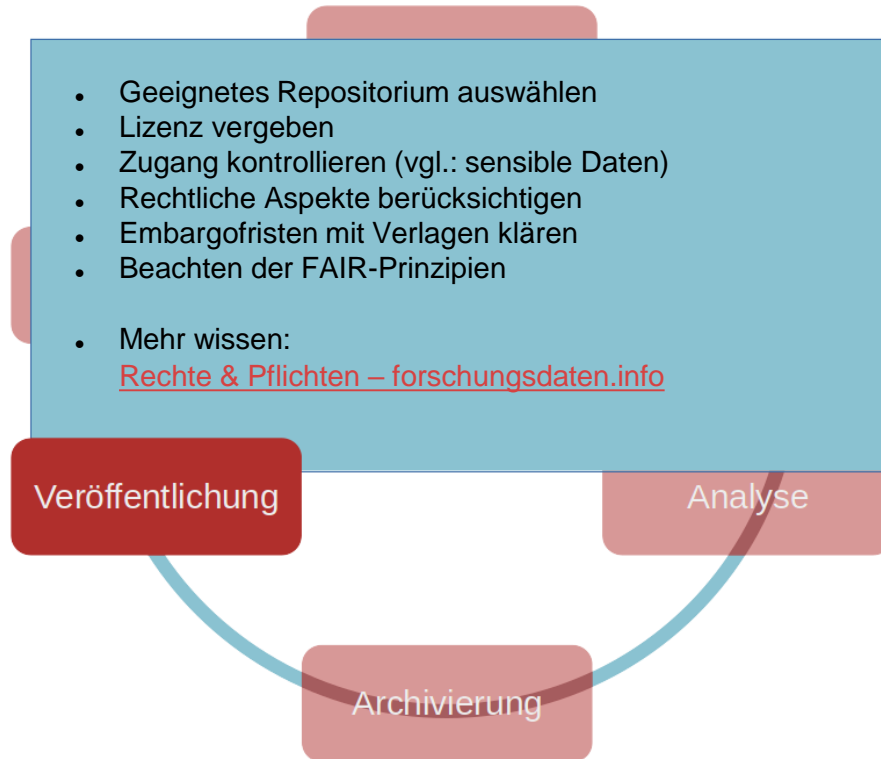 • Geeignetes Repositorium auswählen
• Lizenz vergeben
• Zugang kontrollieren (vgl.: sensible Daten)
• Rechtliche Aspekte berücksichtigen
• Embargofristen mit Verlagen klären
• Beachten der FAIR-Prinzipien
• Mehr wissen:
Rechte & Pflichten – forschungsdaten.info
Veröffentlichung
Analyse
Archivierung